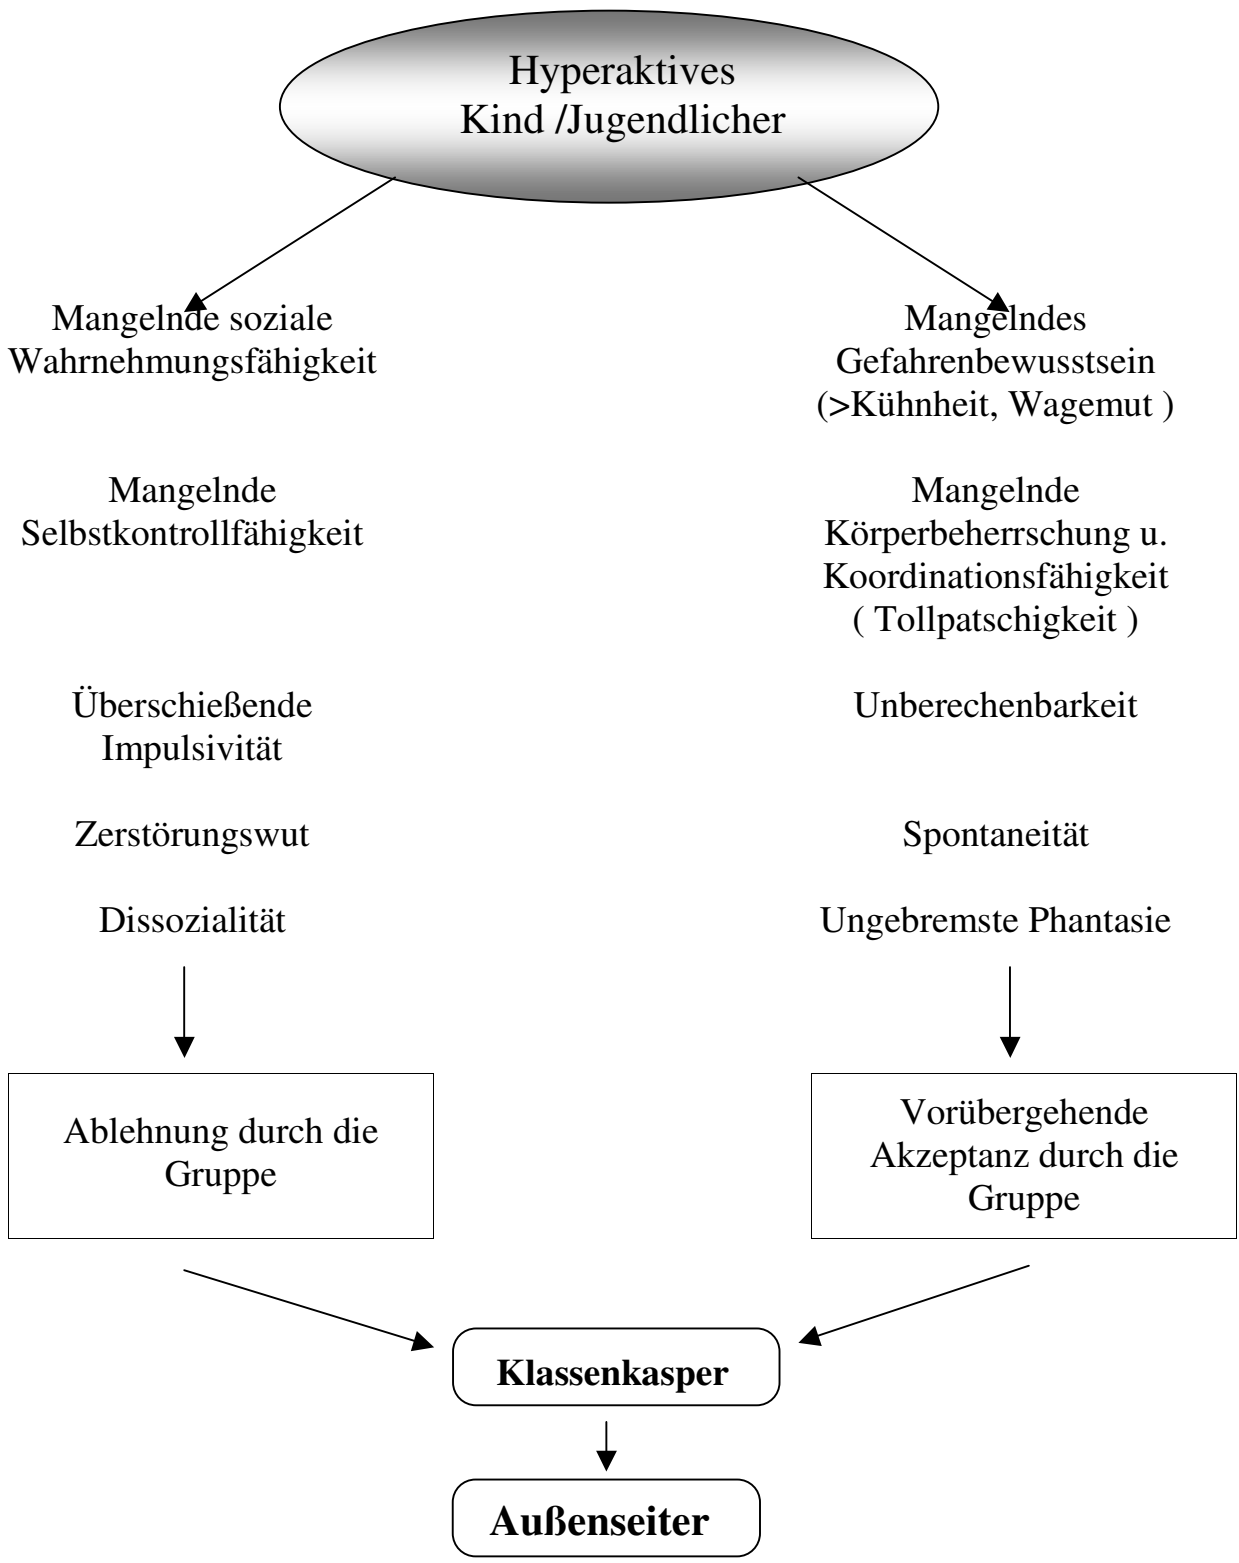 Hyperaktives
Kind /Jugendlicher
Mangelnde soziale
Wahrnehmungsfähigkeit
Mangelnde
Selbstkontrollfähigkeit
Überschießende
Impulsivität
Zerstörungswut
Dissozialität
Ablehnung durch die
Gruppe
Mangelndes
Gefahrenbewusstsein
(>Kühnheit, Wagemut )
Mangelnde
Körperbeherrschung u.
Koordinationsfähigkeit
( Tollpatschigkeit )
Unberechenbarkeit
Spontaneität
Ungebremste Phantasie
Vorübergehende
Akzeptanz durch die
Gruppe
Klassenkasper
Außenseiter